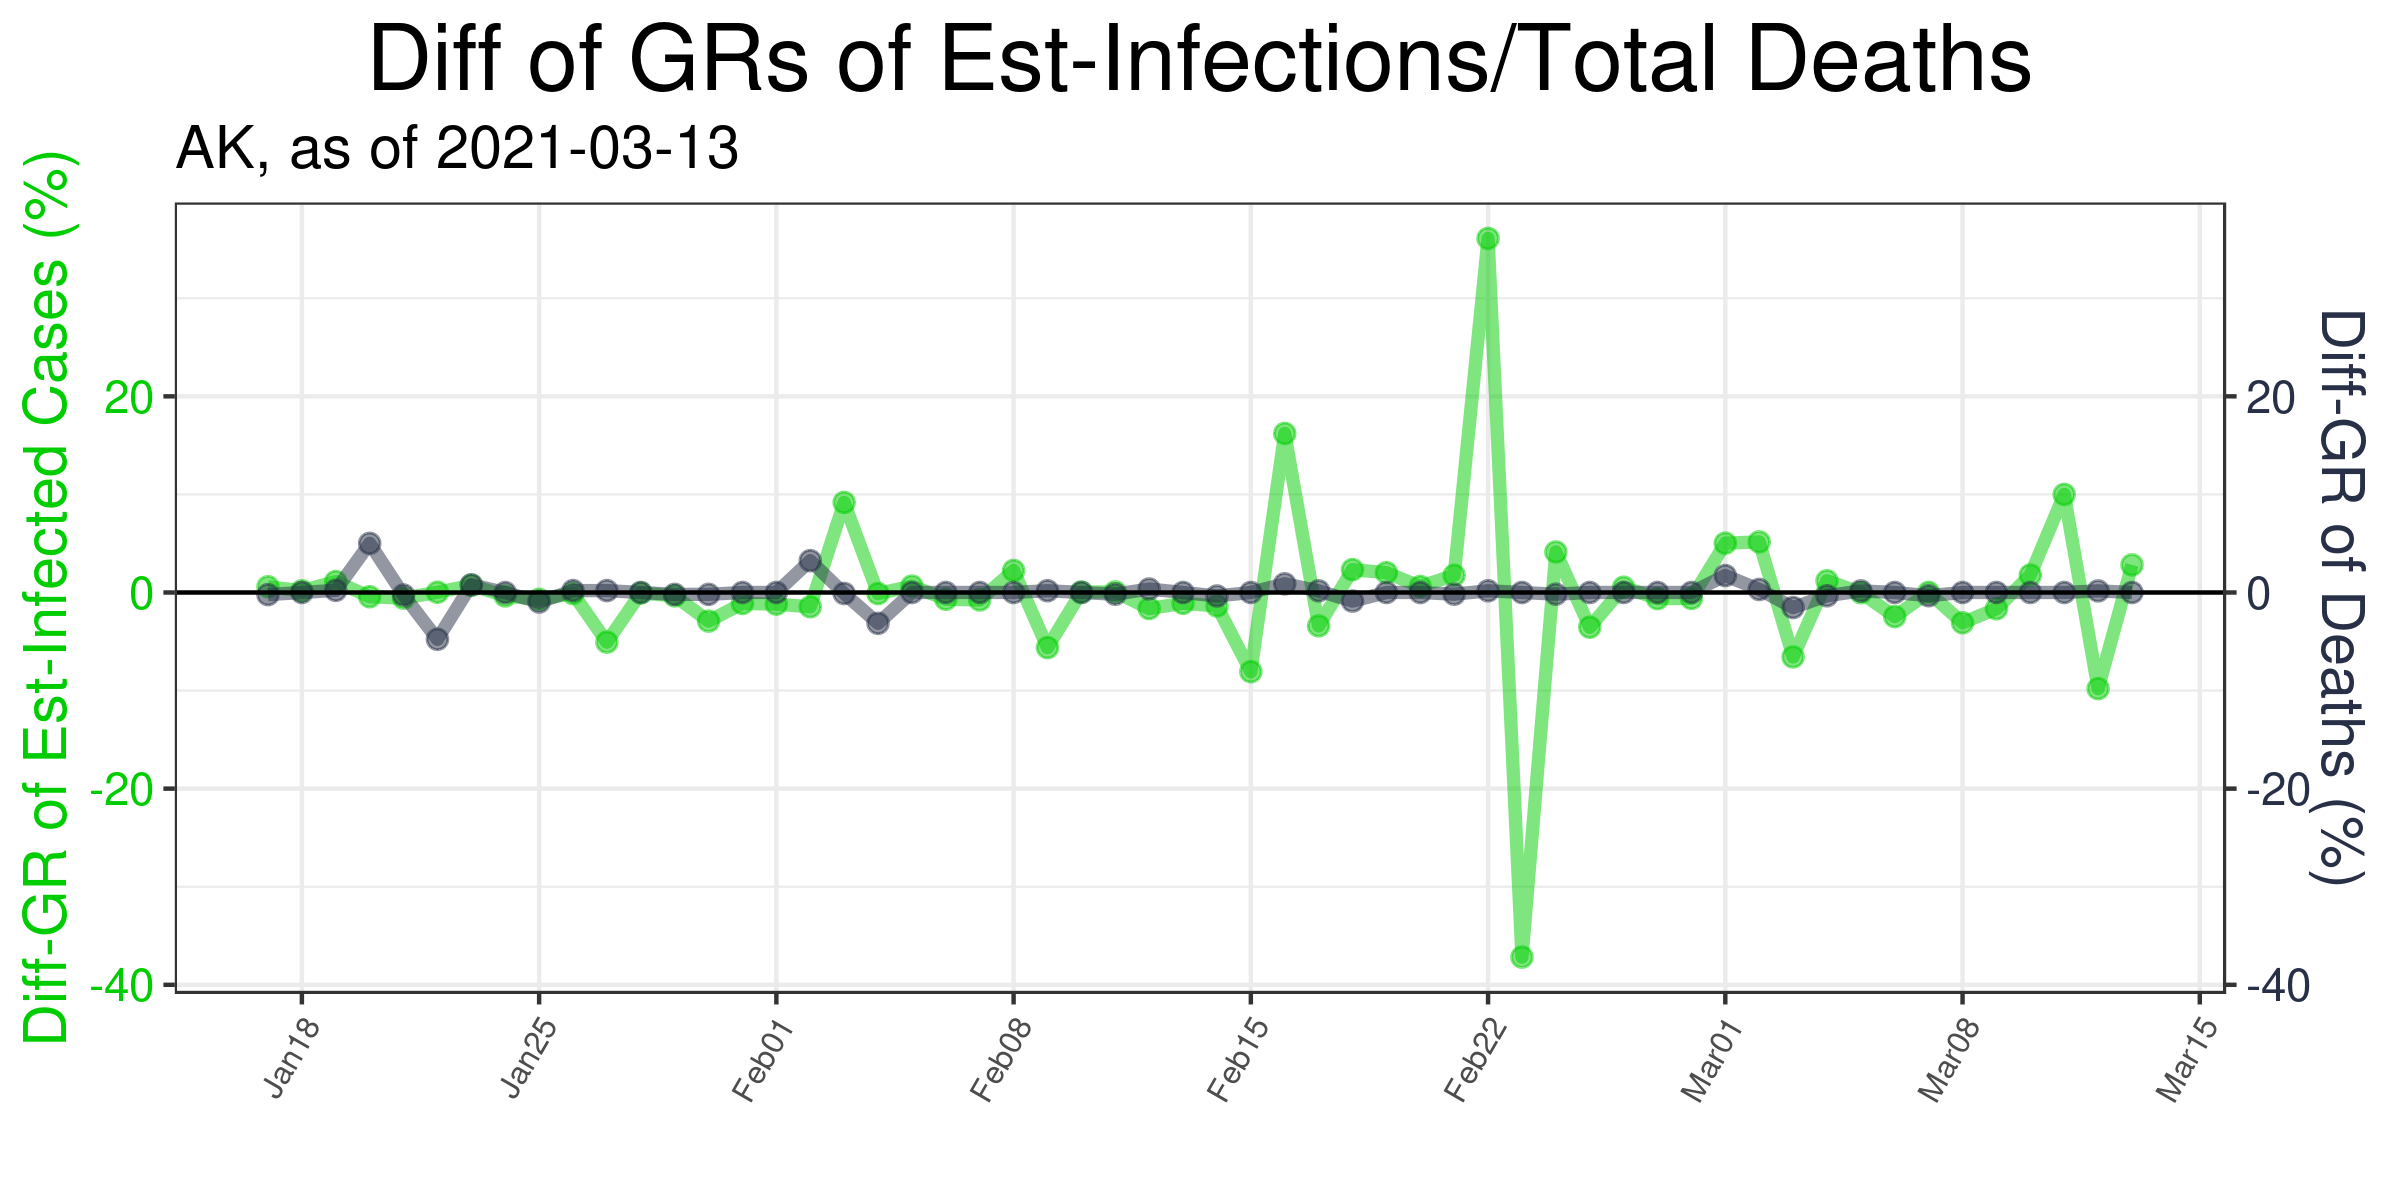 Diff of GRs of Est-Infections/Total Deaths
AK, as of 2021-03-13
Diff-GR of Est-Infected Cases (%)
20
0
-20
-40
20
0
-20
-40
Diff-GR of Deaths (%)
Jan18
Jan25
Feb01
Feb08
Feb15
Feb22
Mar01
Mar08
Mar15